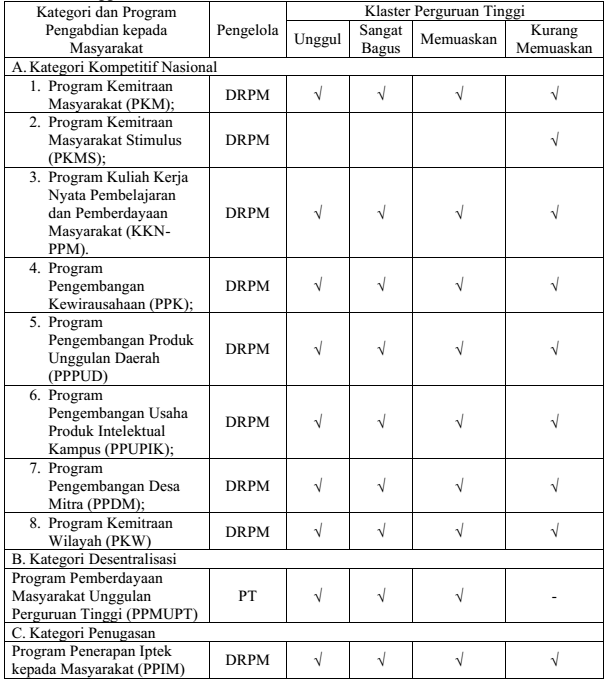 Kategori dan Program
Pengabdian kepada
Masyarakat
Pengelola
Klaster Perguruan Tinggi
Unggul
Sangat
Bagus
Memuaskan
Kurang
Memuaskan
A. Kategori Kompetitif Nasional
1. Program Kemitraan
Masyarakat (PKM);
DRPM √ √ √ √
2. Program Kemitraan
Masyarakat Stimulus
(PKMS);
DRPM √
3. Program Kuliah Kerja
Nyata Pembelajaran
dan Pemberdayaan
Masyarakat (KKN-
PPM).
DRPM √ √ √ √
4. Program
Pengembangan
Kewirausahaan (PPK);
DRPM √ √ √ √
5. Program
Pengembangan Produk
Unggulan Daerah
(PPPUD)
DRPM √ √ √ √
6. Program
Pengembangan Usaha
Produk Intelektual
Kampus (PPUPIK);
DRPM √ √ √ √
7. Program
Pengembangan Desa
Mitra (PPDM);
DRPM √ √ √ √
8. Program Kemitraan
Wilayah (PKW)
DRPM √ √ √ √
B. Kategori Desentralisasi
Program Pemberdayaan
Masyarakat Unggulan
Perguruan Tinggi (PPMUPT)
PT √ √ √ -
C. Kategori Penugasan
Program Penerapan Iptek
kepada Masyarakat (PPIM)
DRPM √ √ √ √